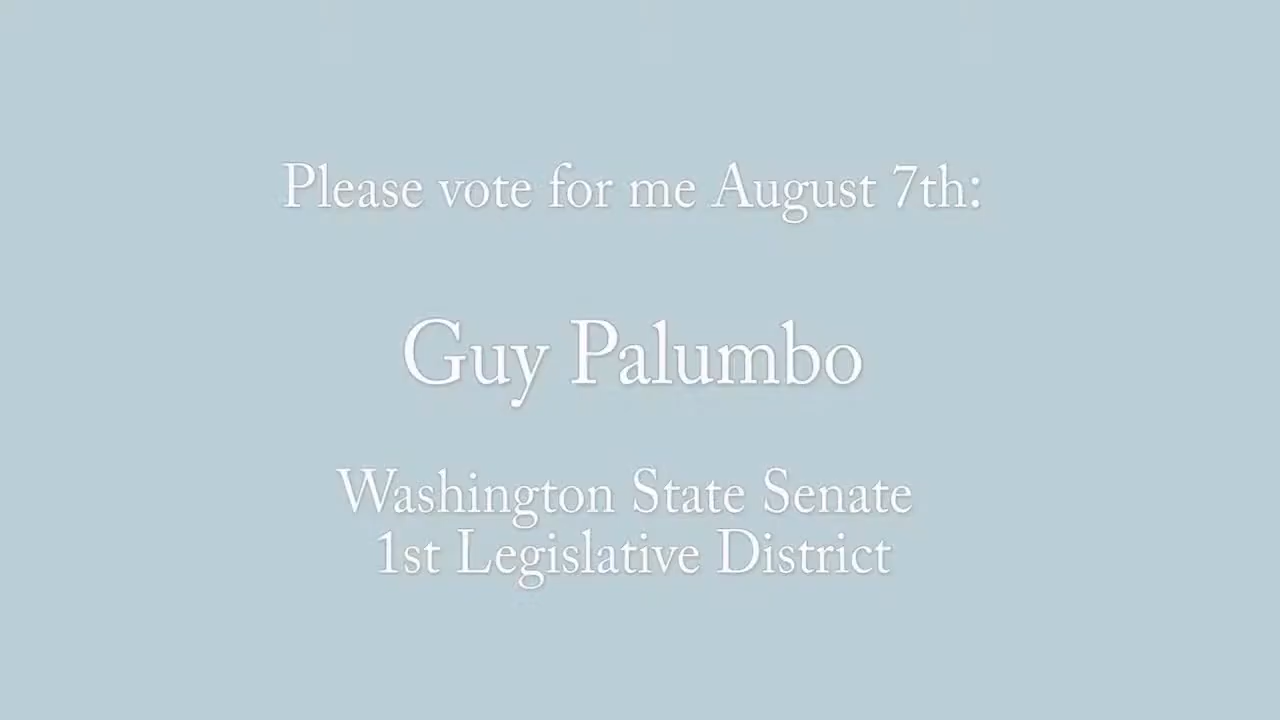 Please vote for me August 7th:
Guy Palumbo
Washington State Senate
1st Legislative District